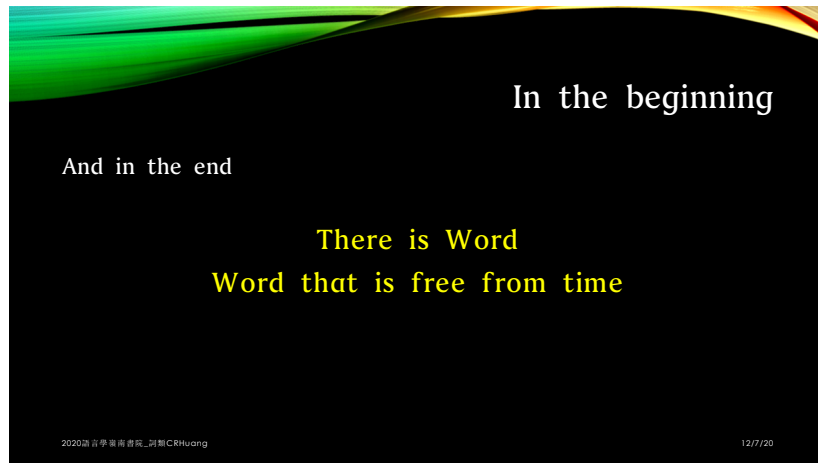 In the beginning
And in the end
There is Word
Word that is free from time
2020語言學嶺南書院_詞類CRHuang
12/7/20